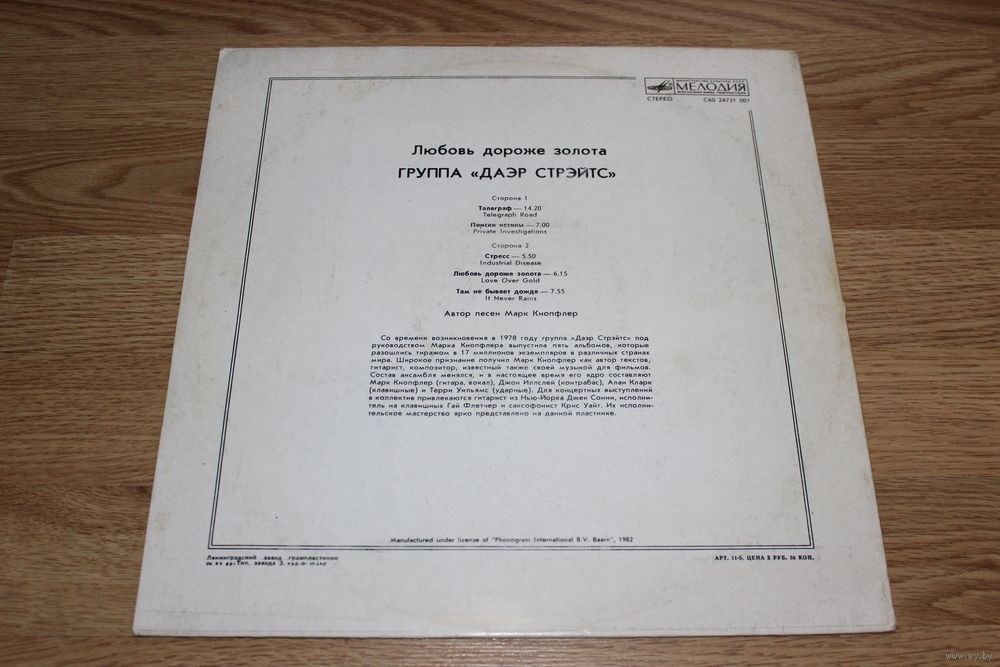 МЕЛОДИЯ
СТЕРЕО С60 24731 001
Любовь дороже золота
ГРУППА «ДАЭР СТРЭЙТС»
Сторона 1
Телеграф — 14.20
Telegraph Road
Поиски истины — 7.00
Private Investigations
Сторона 2
Стресс — 5.50
Industrial Disease
Любовь дороже золота — 6.15
Love Over Gold
Там не бывает дождя — 7.55
It Never Rains
Автор песен Марк Кнопфлер
Со времени возникновения в 1978 году группа «Даэр Стрэйтс» под
руководством Марка Кнопфлера выпустила пять альбомов, которые
разошлись тиражом в 17 миллионов экземпляров в различных странах
мира. Широкое признание получил Марк Кнопфлер как автор текстов,
гитарист, композитор, известный также своей музыкой для фильмов.
Состав ансамбля менялся, и в настоящее время его ядро составляют
Марк Кнопфлер (гитара, вокал), Джон Иллслей (контрабас), Алан Кларк
(клавишные) и Терри Уильямс (ударные). Для концертных выступлений
в коллектив привлекаются гитарист из Нью-Йорка Джек Сонни, исполни-
тель на клавишных Гай Флетчер и саксофонист Крис Уайт. Их исполни-
тельское мастерство ярко представлено на данной пластинке.
Manufactured under license of "Phonogram International B.V. Baarn", 1982
Ленинградский завод грампластинок
Тип. завода
АРТ. 11-5. ЦЕНА 2 РУБ. 50 КОП.
www.ay.by